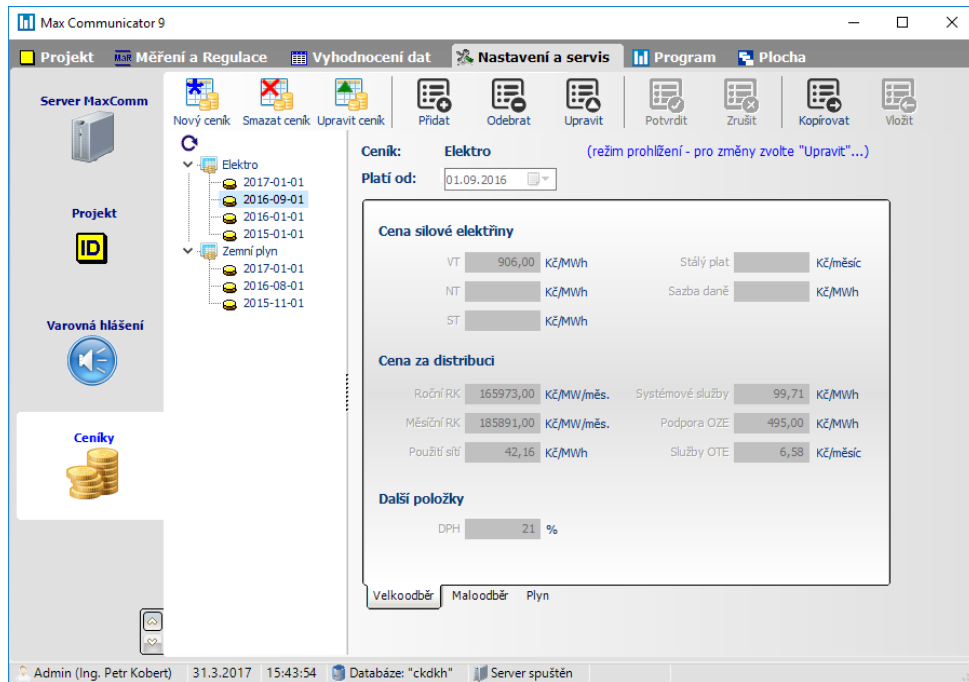 Max Communicator 9
Projekt MaR Měření a Regulace Vyhodnocení dat Nastavení a servis Program Plocha
Server MaxComm
Projekt
ID
Varovná hlášení
Ceníky
Nový ceník Smazat ceník Upravit ceník Přidat Odebrat Upravit Potvrdit Zrušit Kopírovat Vložit
Elektro
2017-01-01
2016-09-01
2016-01-01
2015-01-01
Zemní plyn
2017-01-01
2016-08-01
2015-11-01
Ceník: Elektro (režim prohlížení - pro změny zvolte "Upravit"...)
Platí od: 01.09.2016
Cena silové elektřiny
VT 906,00 Kč/MWh Stálý plat Kč/měsíc
NT Kč/MWh Sazba daně Kč/MWh
ST Kč/MWh
Cena za distribuci
Roční RK 165973,00 Kč/MW/měs. Systémové služby 99,71 Kč/MWh
Měsíční RK 185891,00 Kč/MW/měs. Podpora OZE 495,00 Kč/MWh
Použití sítí 42,16 Kč/MWh Služby OTE 6,58 Kč/měsíc
Další položky
DPH 21 %
Velkoodběr Maloodběr Plyn
Admin (Ing. Petr Kobert) 31.3.2017 15:43:54 Databáze: "ckdkh" Server spuštěn